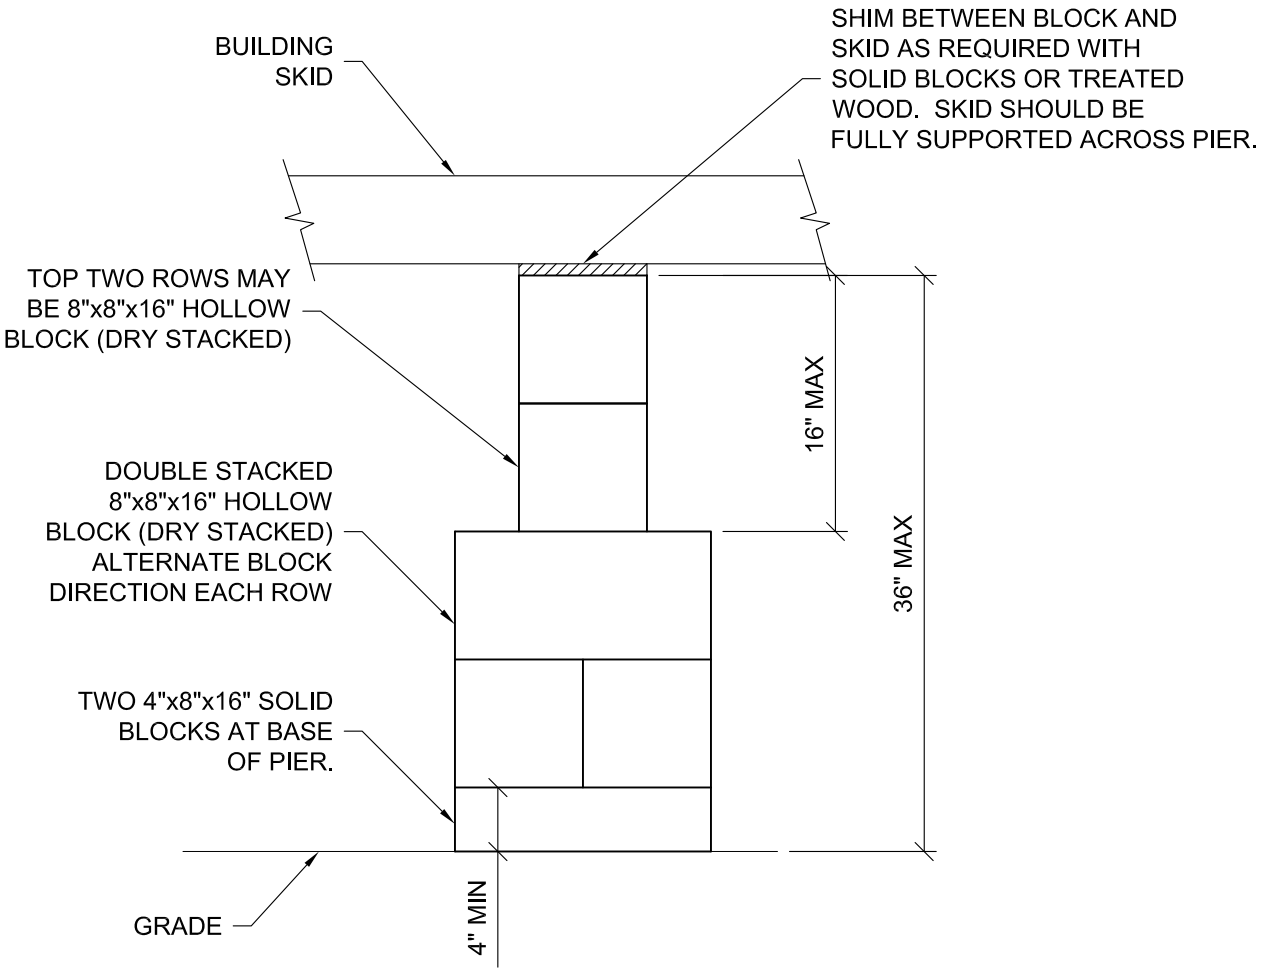 SHIM BETWEEN BLOCK AND
SKID AS REQUIRED WITH
SOLID BLOCKS OR TREATED
WOOD. SKID SHOULD BE
FULLY SUPPORTED ACROSS PIER.
BUILDING
SKID
TOP TWO ROWS MAY
BE 8"x8"x16" HOLLOW
BLOCK (DRY STACKED)
16" MAX
DOUBLE STACKED
8"x8"x16" HOLLOW
BLOCK (DRY STACKED)
ALTERNATE BLOCK
DIRECTION EACH ROW
36" MAX
TWO 4"x8"x16" SOLID
BLOCKS AT BASE
OF PIER.
4" MIN
GRADE